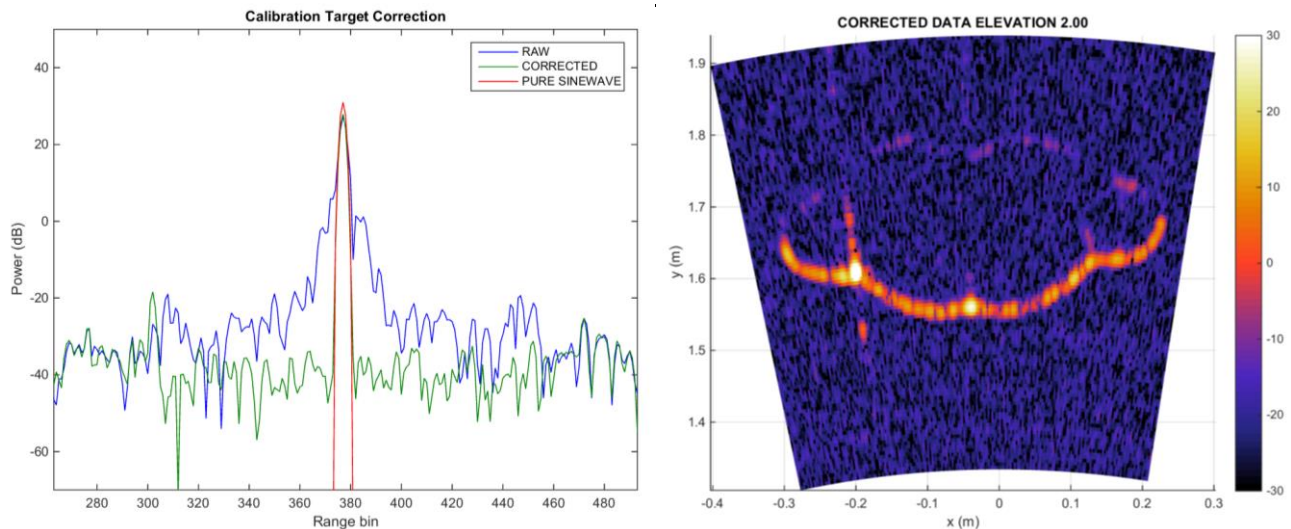 Calibration Target Correction
RAW
CORRECTED
PURE SINEWAVE
40
20
0
-20
-40
-60
Power (dB)
280 300 320 340 360 380 400 420 440 460 480
Range bin
CORRECTED DATA ELEVATION 2.00
1.9
1.8
1.7
1.6
1.5
1.4
y (m)
-0.4 -0.3 -0.2 -0.1 0 0.1 0.2 0.3
x (m)
30
20
10
0
-10
-20
-30